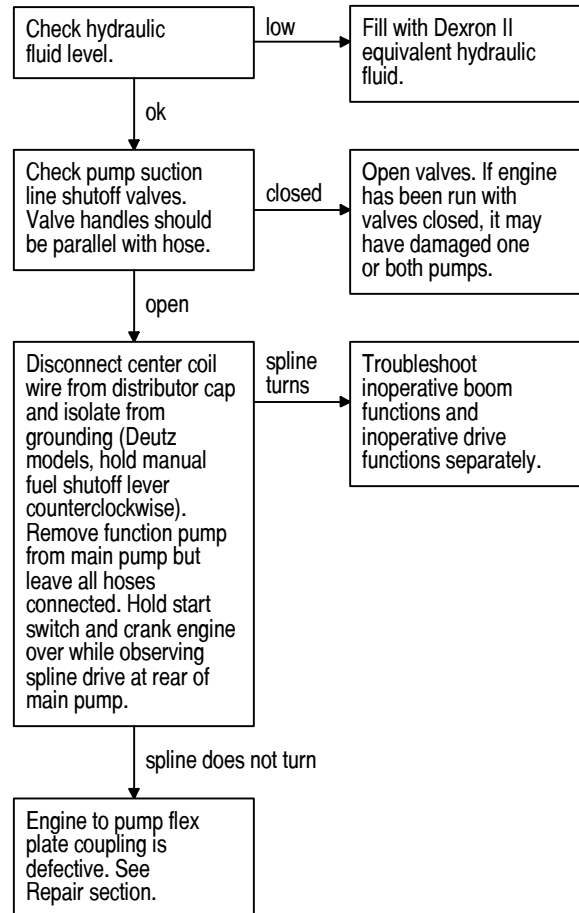 Check hydraulic
fluid level.
low
Fill with Dexron II
equivalent hydraulic
fluid.
ok
Check pump suction
line shutoff valves.
Valve handles should
be parallel with hose.
closed
Open valves. If engine
has been run with
valves closed, it may
have damaged one
or both pumps.
open
Disconnect center coil
wire from distributor cap
and isolate from
grounding (Deutz
models, hold manual
fuel shutoff lever
counterclockwise).
Remove function pump
from main pump but
leave all hoses
connected. Hold start
switch and crank engine
over while observing
spline drive at rear of
main pump.
spline
turns
Troubleshoot
inoperative boom
functions and
inoperative drive
functions separately.
spline does not turn
Engine to pump flex
plate coupling is
defective. See
Repair section.